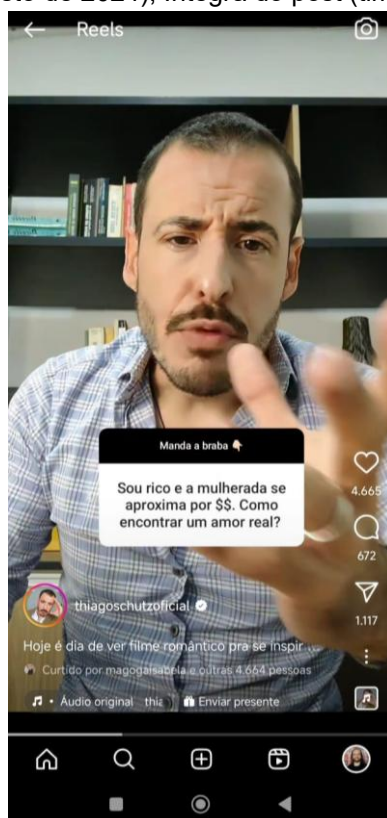 Reels
Manda a braba 👇🏻
Sou rico e a mulherada se
aproxima por $$. Como
encontrar um amor real?
4.665
672
1.117
thiagoschutzoficial
Hoje é dia de ver filme romântico pra se inspir
Curtido por magogaisabela e outras 4.664 pessoas
• Áudio original thia
Enviar presente